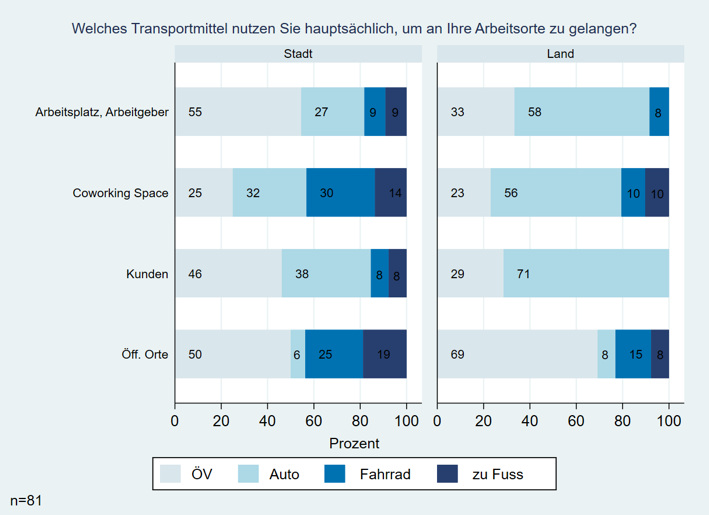 Welches Transportmittel nutzen Sie hauptsächlich, um an Ihre Arbeitsorte zu gelangen?
Stadt
Land
Arbeitsplatz, Arbeitgeber
55 27 9 9
33 58 8
Coworking Space
25 32 30 14
23 56 10 10
Kunden
46 38 8 8
29 71
Öff. Orte
50 6 25 19
69 8 15 8
0 20 40 60 80 100
0 20 40 60 80 100
Prozent
ÖV Auto Fahrrad zu Fuss
n=81